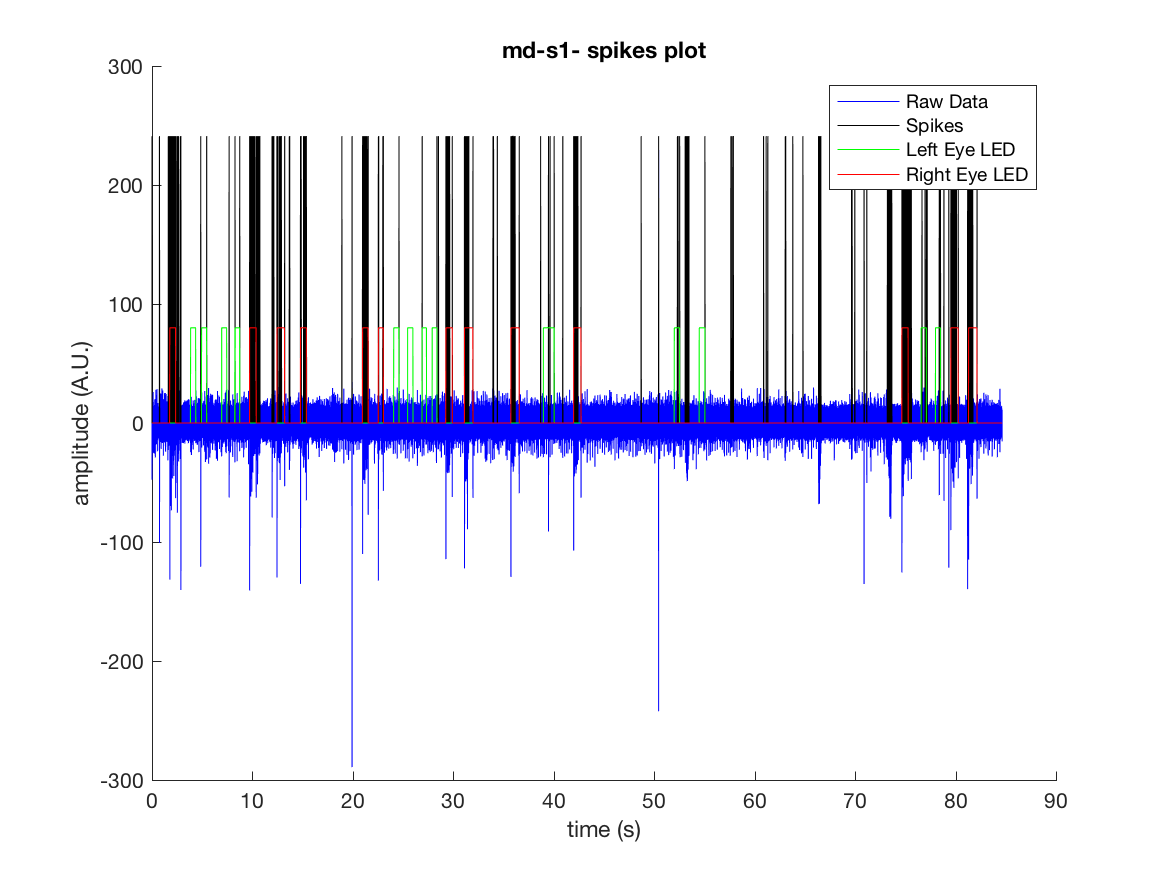 md-s1- spikes plot
300
200
100
0
-100
-200
-300
amplitude (A.U.)
Raw Data
Spikes
Left Eye LED
Right Eye LED
0 10 20 30 40 50 60 70 80 90
time (s)